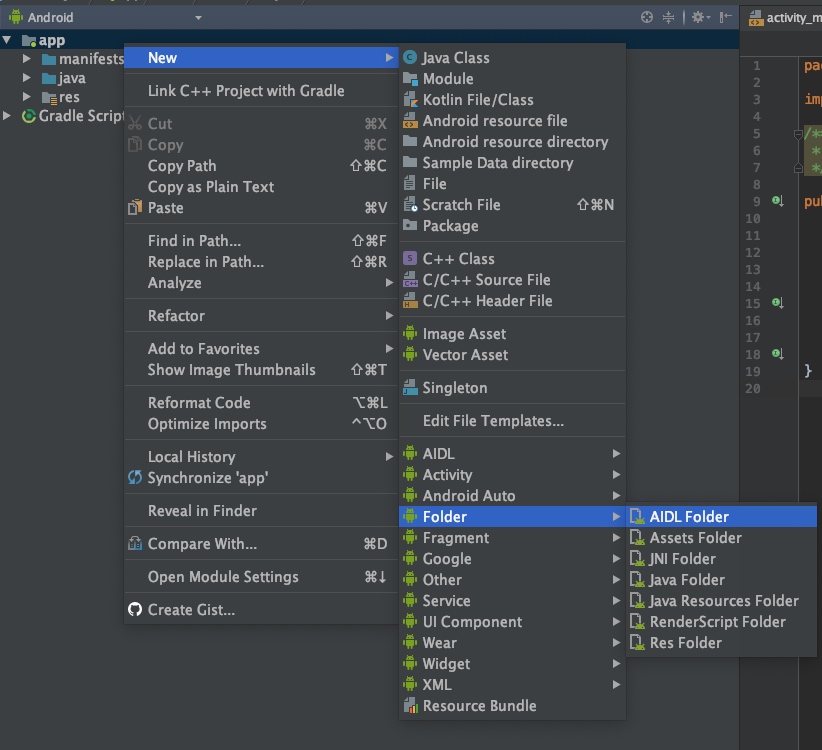 Android
activity_m
app
manifests
java
res
Gradle Script
New
Link C++ Project with Gradle
Cut ⌘X
Copy ⌘C
Copy Path ⇧⌘C
Copy as Plain Text
Paste ⌘V
Find in Path... ⇧⌘F
Replace in Path... ⇧⌘R
Analyze
Refactor
Add to Favorites
Show Image Thumbnails ⇧⌘T
Reformat Code ⌥⌘L
Optimize Imports ^⌥O
Local History
Synchronize 'app'
Reveal in Finder
Compare With... ⌘D
Open Module Settings ⌘↓
Create Gist...
Java Class
Module
Kotlin File/Class
Android resource file
Android resource directory
Sample Data directory
File
Scratch File ⇧⌘N
Package
C++ Class
C/C++ Source File
C/C++ Header File
Image Asset
Vector Asset
Singleton
Edit File Templates...
AIDL
Activity
Android Auto
Folder
Fragment
Google
Other
Service
UI Component
Wear
Widget
XML
Resource Bundle
AIDL Folder
Assets Folder
JNI Folder
Java Folder
Java Resources Folder
RenderScript Folder
Res Folder
1 pa
2
3 im
4
5 /**
6 *
7 */
8
9 pu
10
11
12
13
14
15
16
17
18
19 }
20